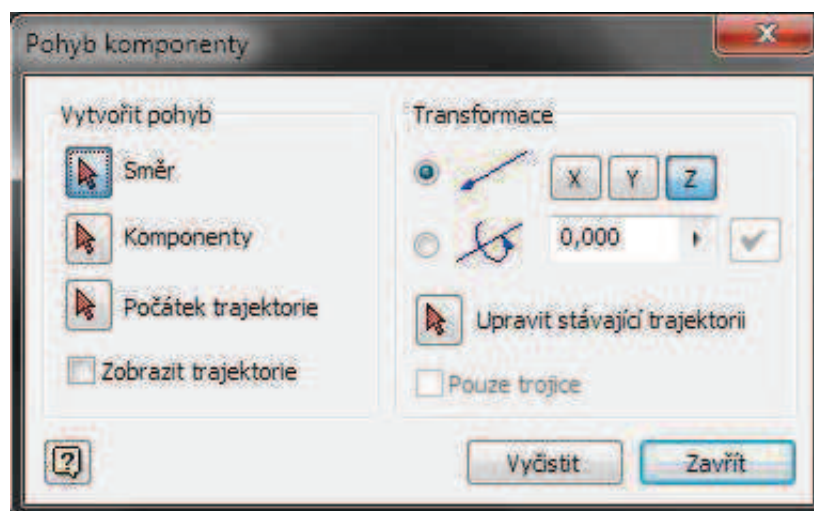 Pohyb komponenty
Vytvořit pohyb
Směr
Komponenty
Počátek trajektorie
Zobrazit trajektorie
Transformace
X Y Z
0,000
Upravit stávající trajektorii
Pouze trojice
?
Vyčistit
Zavřít